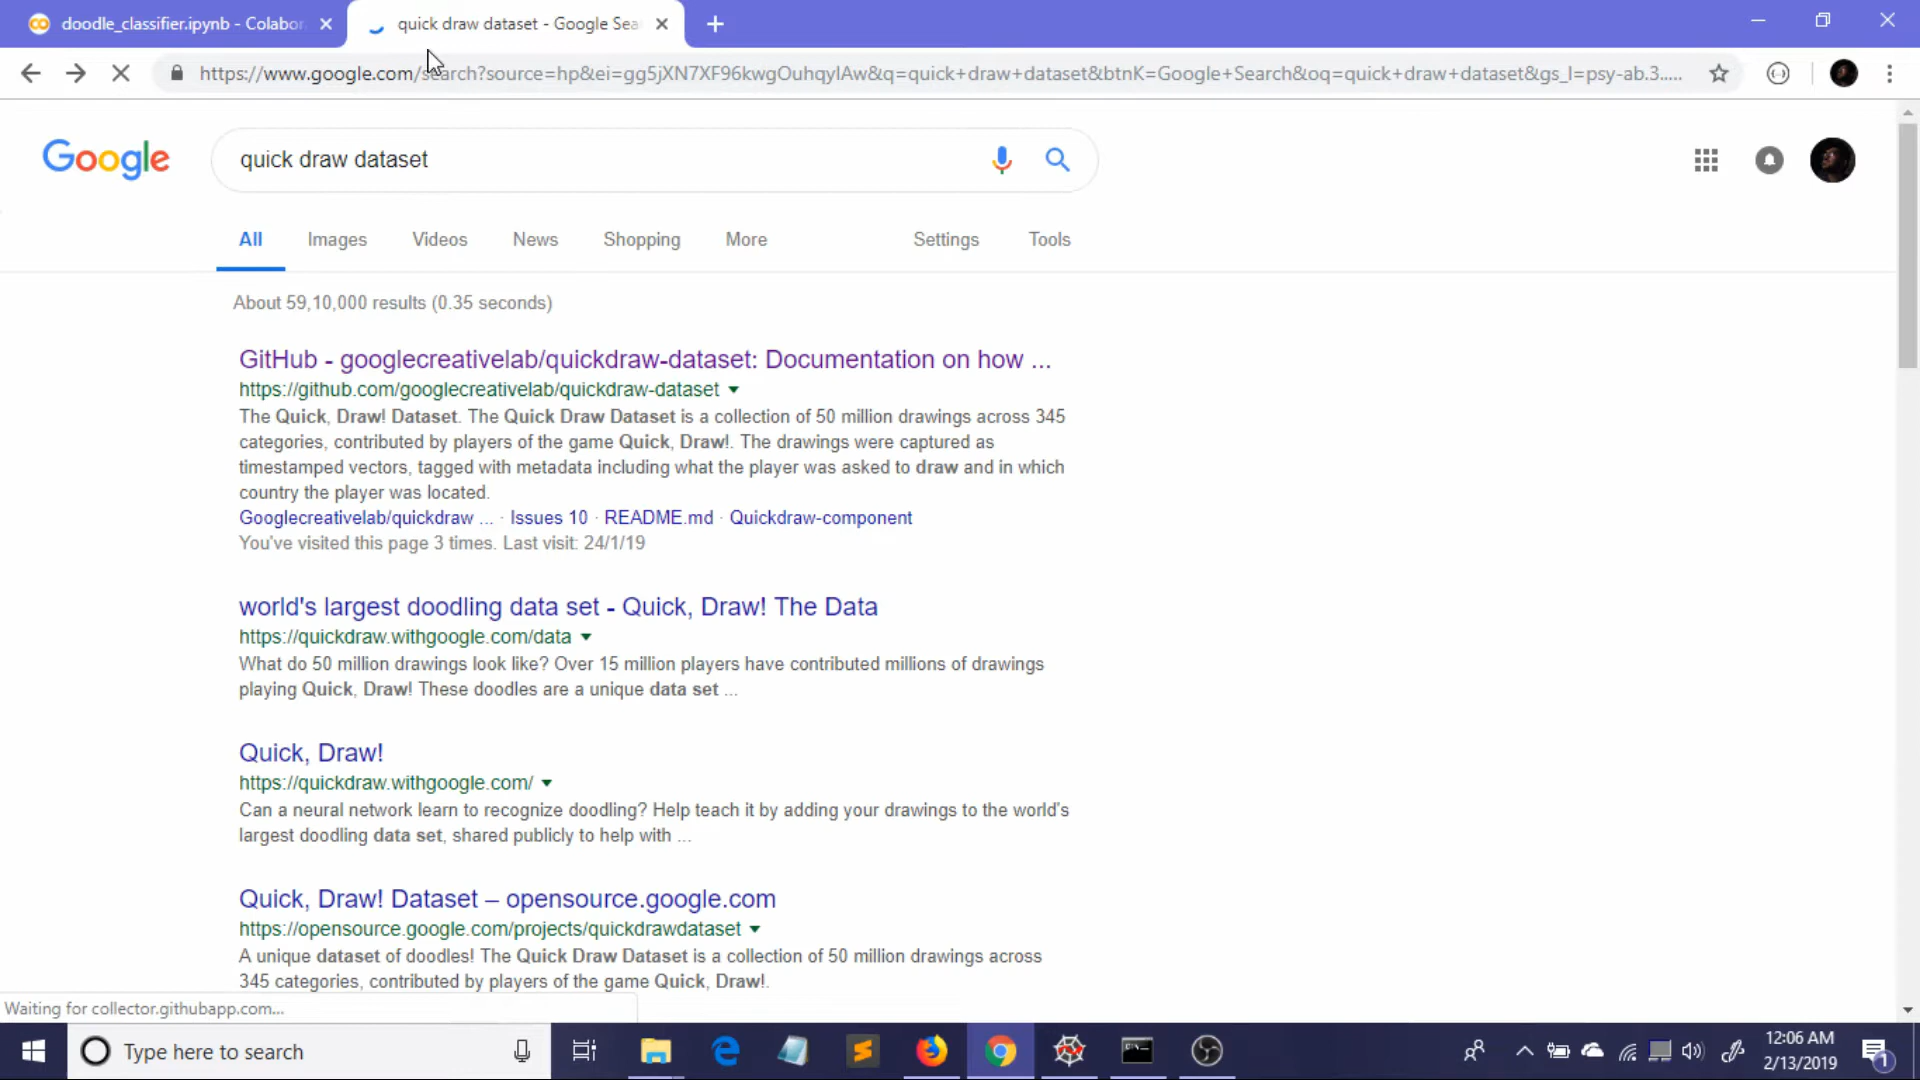 doodle_classifier.ipynb - Colabor
quick draw dataset - Google Sea
https://www.google.com/search?source=hp&ei=gg5jXN7XF96kwgOuhqyIAw&q=quick+draw+dataset&btnK=Google+Search&oq=quick+draw+dataset&gs_l=psy-ab.3.....
Google
quick draw dataset
All Images Videos News Shopping More Settings Tools
About 59,10,000 results (0.35 seconds)
GitHub - googlecreativelab/quickdraw-dataset: Documentation on how ...
https://github.com/googlecreativelab/quickdraw-dataset
The Quick, Draw! Dataset. The Quick Draw Dataset is a collection of 50 million drawings across 345
categories, contributed by players of the game Quick, Draw!. The drawings were captured as
timestamped vectors, tagged with metadata including what the player was asked to draw and in which
country the player was located.
Googlecreativelab/quickdraw ... · Issues 10 · README.md · Quickdraw-component
You've visited this page 3 times. Last visit: 24/1/19
world's largest doodling data set - Quick, Draw! The Data
https://quickdraw.withgoogle.com/data
What do 50 million drawings look like? Over 15 million players have contributed millions of drawings
playing Quick, Draw! These doodles are a unique data set ...
Quick, Draw!
https://quickdraw.withgoogle.com/
Can a neural network learn to recognize doodling? Help teach it by adding your drawings to the world's
largest doodling data set, shared publicly to help with ...
Quick, Draw! Dataset – opensource.google.com
https://opensource.google.com/projects/quickdrawdataset
A unique dataset of doodles! The Quick Draw Dataset is a collection of 50 million drawings across
345 categories, contributed by players of the game Quick, Draw!.
Waiting for collector.githubapp.com...
Type here to search
12:06 AM
2/13/2019
1